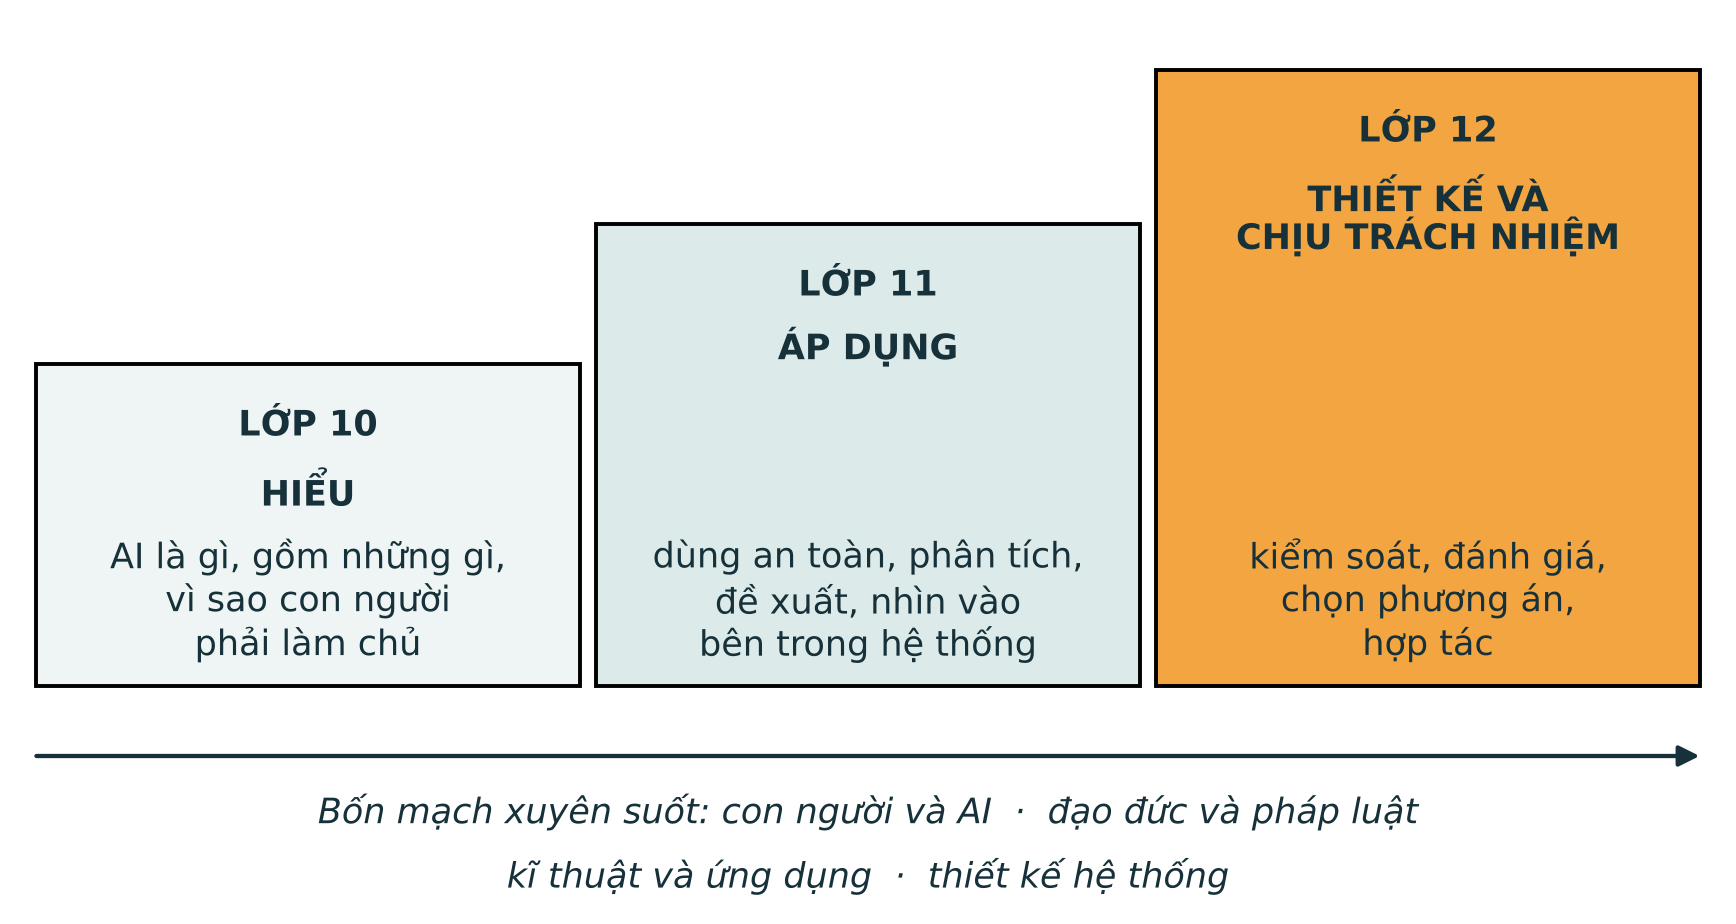 LỚP 10
HIỂU
AI là gì, gồm những gì,
vì sao con người
phải làm chủ
LỚP 11
ÁP DỤNG
dùng an toàn, phân tích,
đề xuất, nhìn vào
bên trong hệ thống
LỚP 12
THIẾT KẾ VÀ
CHỊU TRÁCH NHIỆM
kiểm soát, đánh giá,
chọn phương án,
hợp tác
Bốn mạch xuyên suốt: con người và AI · đạo đức và pháp luật
kĩ thuật và ứng dụng · thiết kế hệ thống